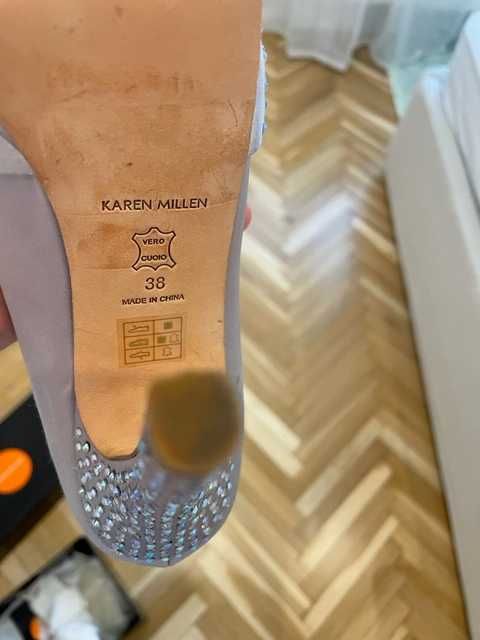 KAREN MILLEN
VERO
CUOIO
38
MADE IN CHINA